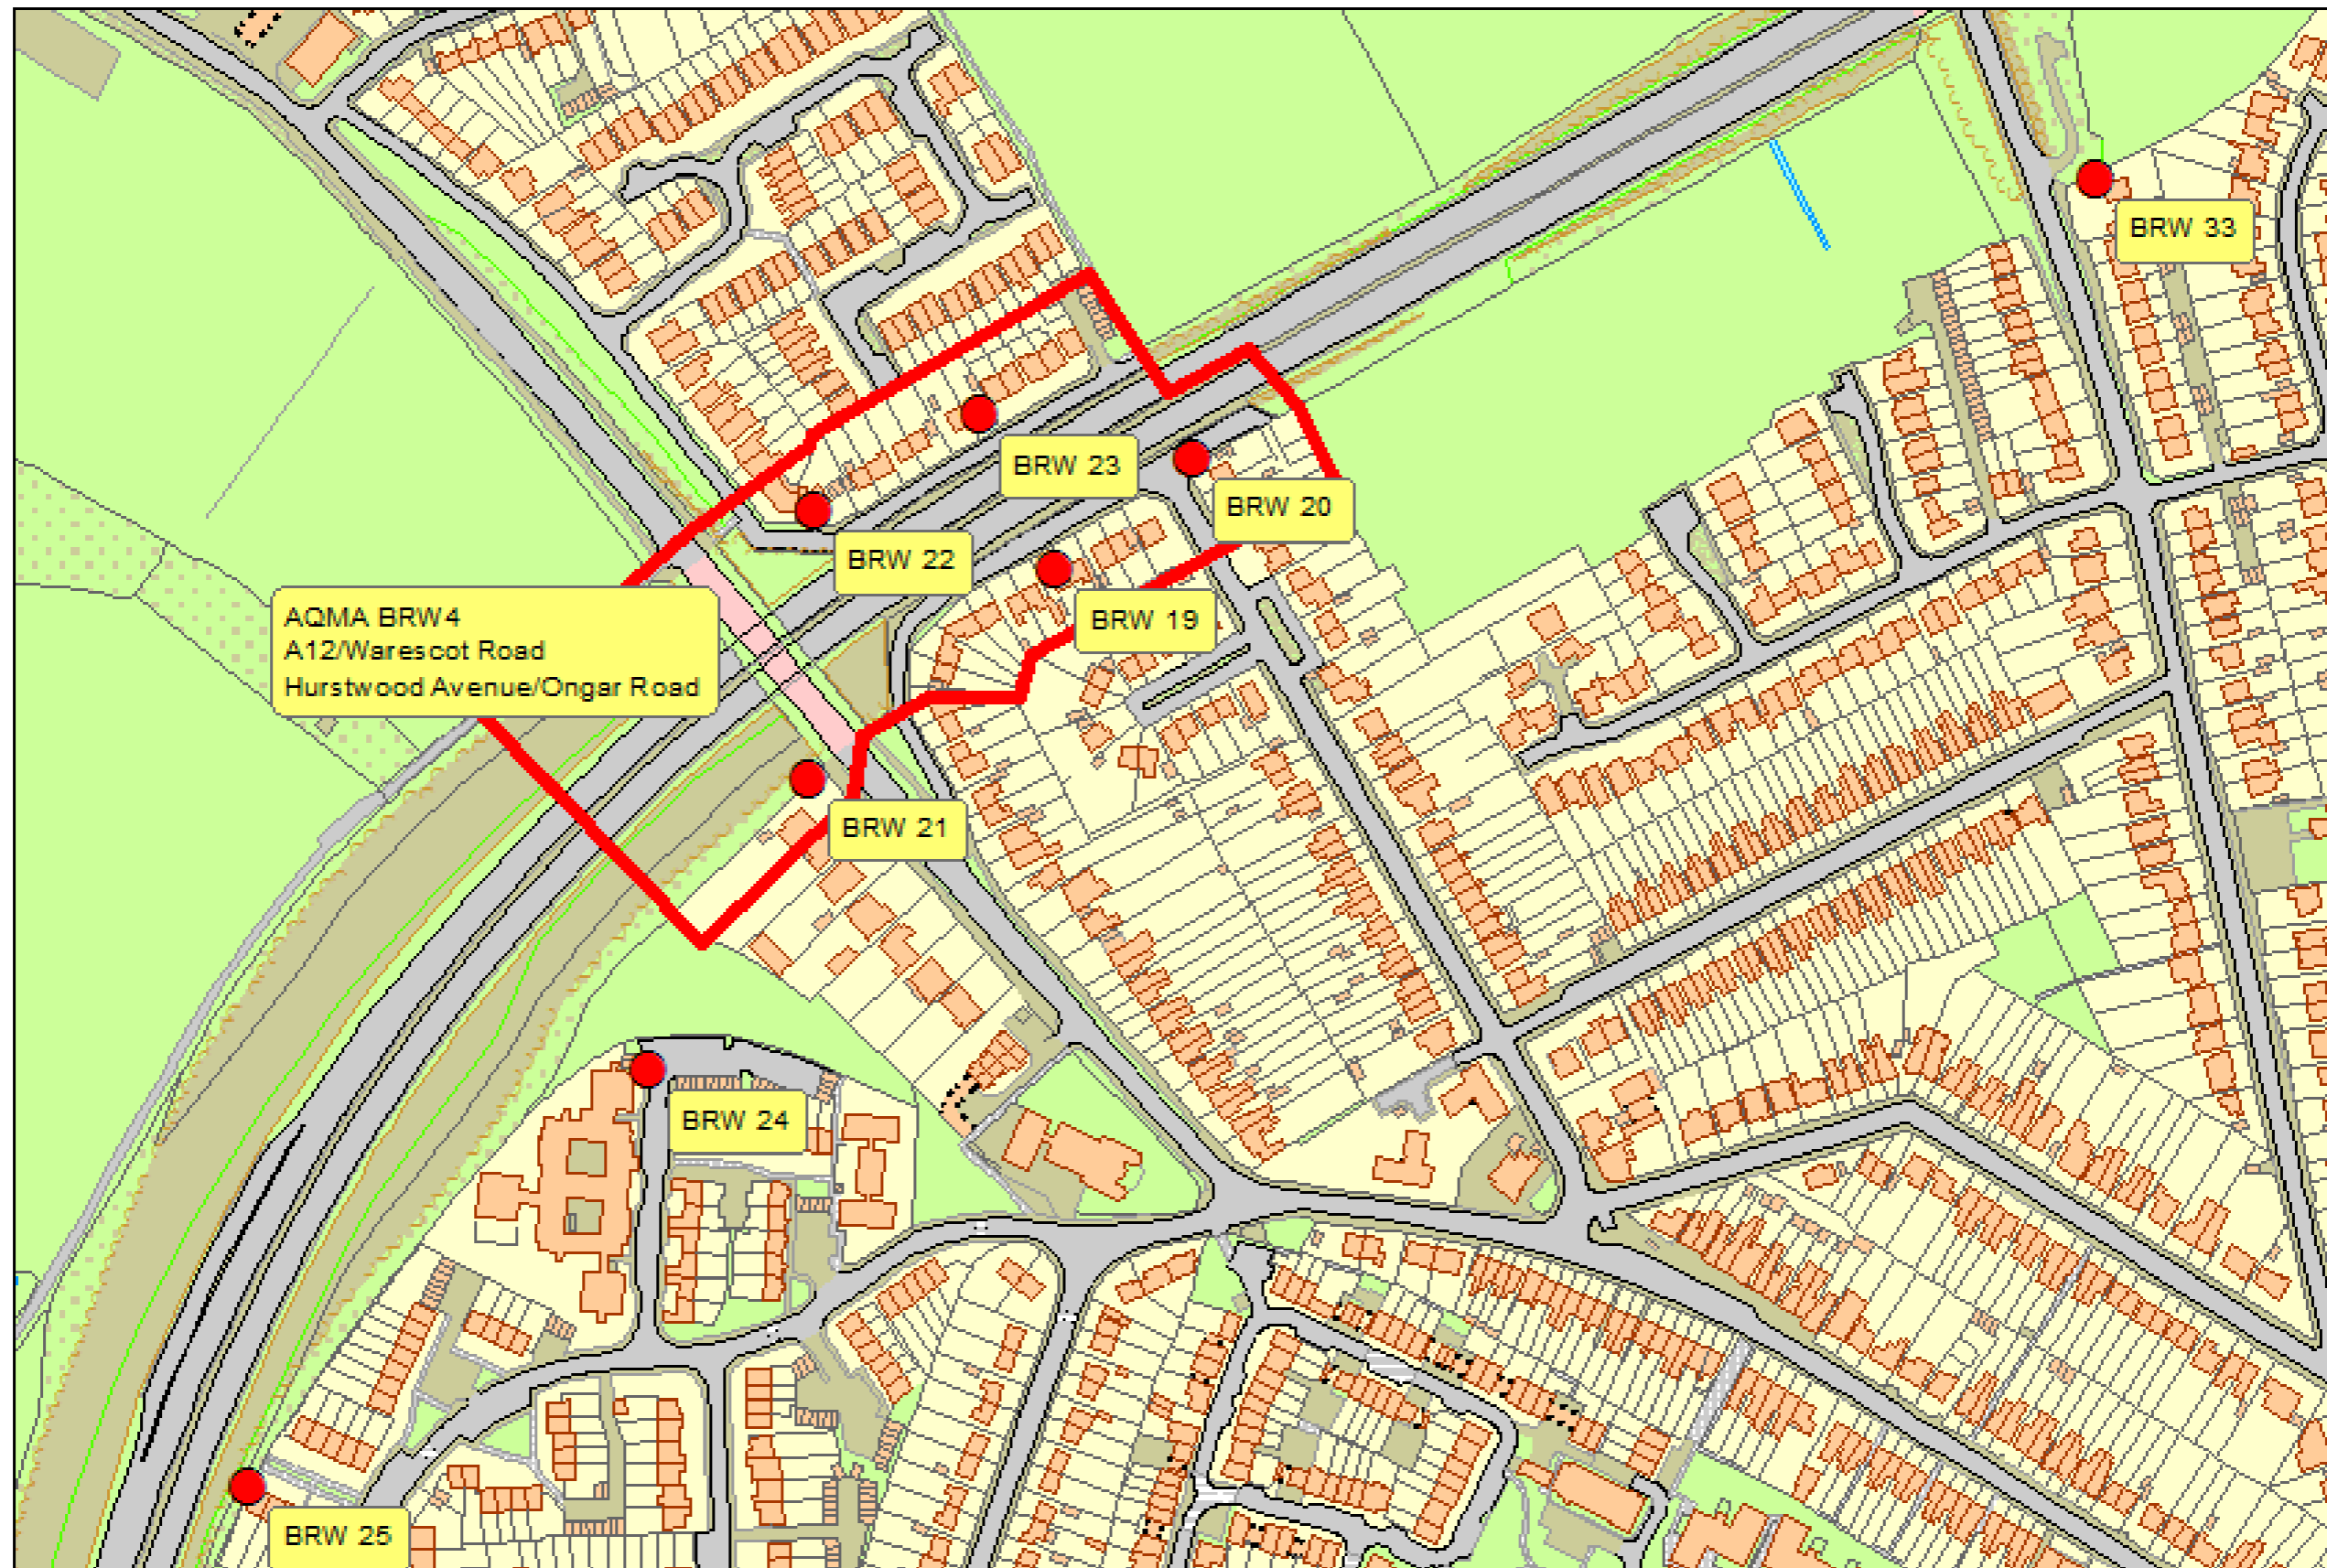 BRW 33
BRW 23
BRW 20
BRW 22
AQMA BRW4
A12/Warescot Road
Hurstwood Avenue/Ongar Road
BRW 19
BRW 21
BRW 24
BRW 25